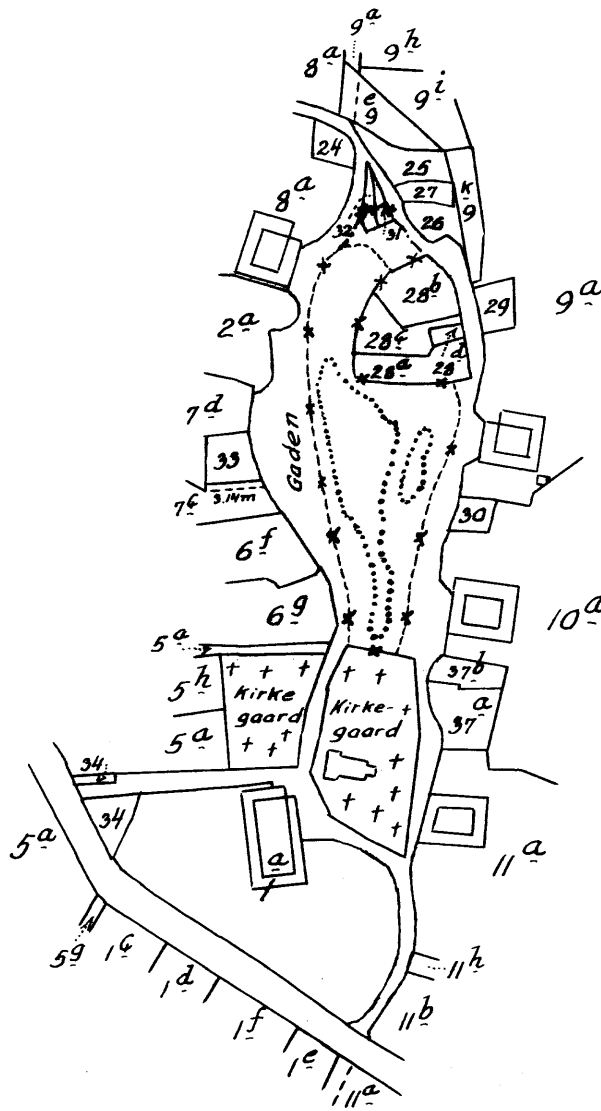 9a
8a
9h
9i
e
9
24
25
27
k
9
26
8a
32
31
28b
29
9a
2a
28c
28d
28a
7d
33
Gaden
3.14m
7c
30
6f
6g
10a
5a
5h
Kirke
gaard
Kirke-
gaard
37b
a
37
5a
34
34
5a
a
11a
5g
1c
1d
11h
1f
11b
1e
11a